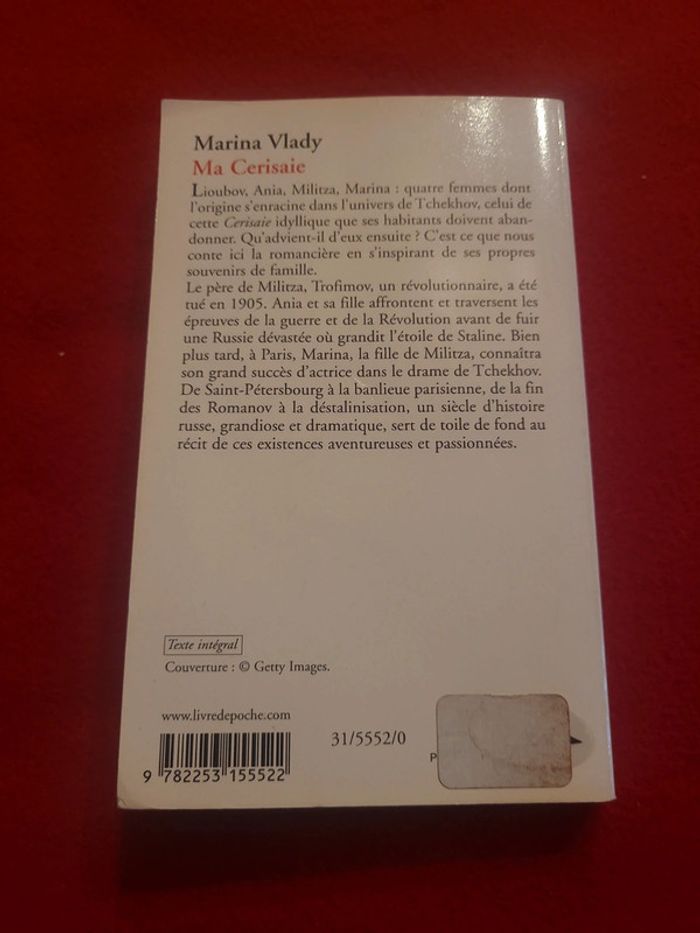 Marina Vlady
Ma Cerisaie
Lioubov, Ania, Militza, Marina : quatre femmes dont
l'origine s'enracine dans l'univers de Tchekhov, celui de
cette Cerisaie idyllique que ses habitants doivent aban-
donner. Qu'advient-il d'eux ensuite ? C'est ce que nous
conte ici la romancière en s'inspirant de ses propres
souvenirs de famille.
Le père de Militza, Trofimov, un révolutionnaire, a été
tué en 1905. Ania et sa fille affrontent et traversent les
épreuves de la guerre et de la Révolution avant de fuir
une Russie dévastée où grandit l'étoile de Staline. Bien
plus tard, à Paris, Marina, la fille de Militza, connaîtra
son grand succès d'actrice dans le drame de Tchekhov.
De Saint-Pétersbourg à la banlieue parisienne, de la fin
des Romanov à la déstalinisation, un siècle d'histoire
russe, grandiose et dramatique, sert de toile de fond au
récit de ces existences aventureuses et passionnées.
Texte intégral
Couverture : © Getty Images.
www.livredepoche.com
31/5552/0
P
9 782253 155522